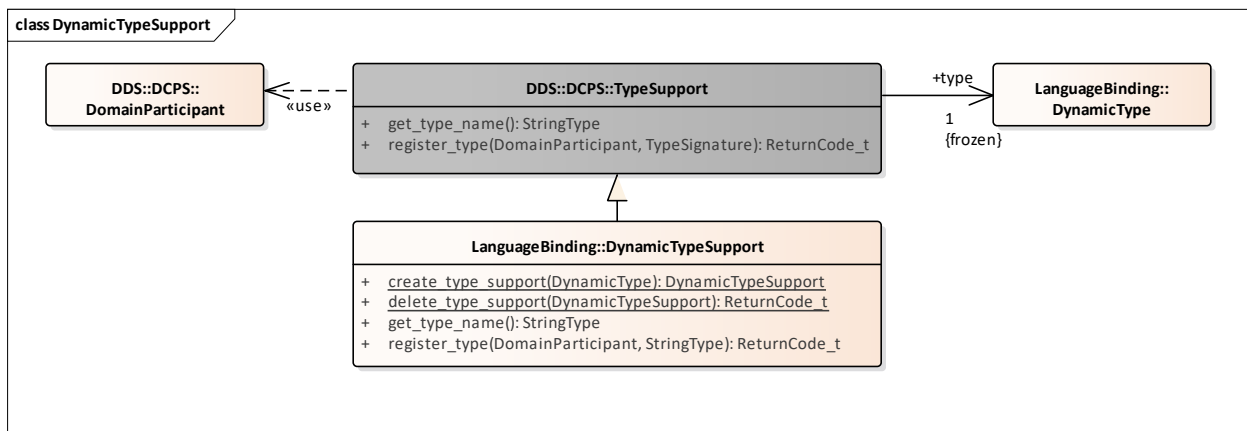 class DynamicTypeSupport
DDS::DCPS::
DomainParticipant
«use»
DDS::DCPS::TypeSupport
+ get_type_name(): StringType
+ register_type(DomainParticipant, TypeSignature): ReturnCode_t
+type
1
{frozen}
LanguageBinding::
DynamicType
LanguageBinding::DynamicTypeSupport
+ create_type_support(DynamicType): DynamicTypeSupport
+ delete_type_support(DynamicTypeSupport): ReturnCode_t
+ get_type_name(): StringType
+ register_type(DomainParticipant, StringType): ReturnCode_t